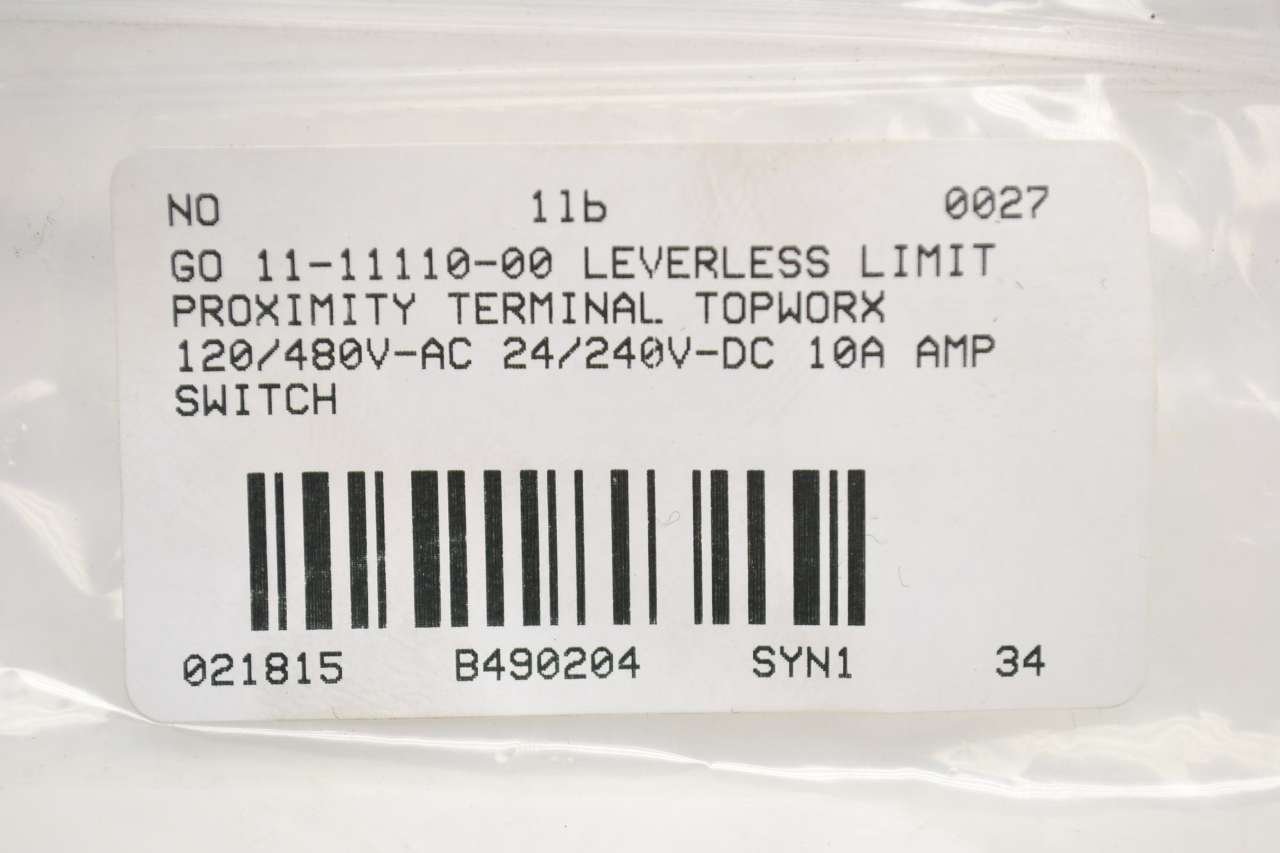 NO 1lb 0027
GO 11-11110-00 LEVERLESS LIMIT
PROXIMITY TERMINAL TOPWORX
120/480V-AC 24/240V-DC 10A AMP
SWITCH
021815 B490204 SYN1 34